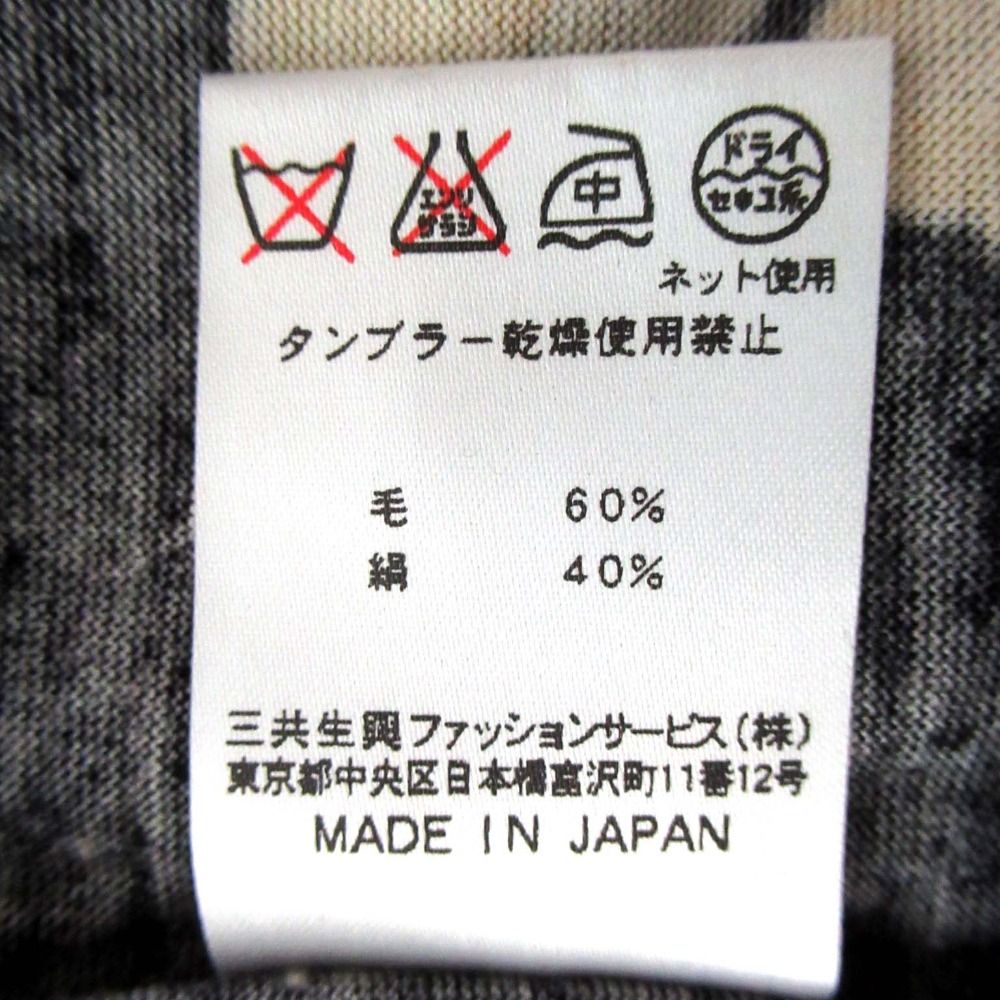 エンソ
サラシ
中
ドライ
セキユ系
ネット使用
タンブラー乾燥使用禁止
毛 60%
絹 40%
三共生興ファッションサービス(株)
東京都中央区日本橋富沢町11番12号
MADE IN JAPAN